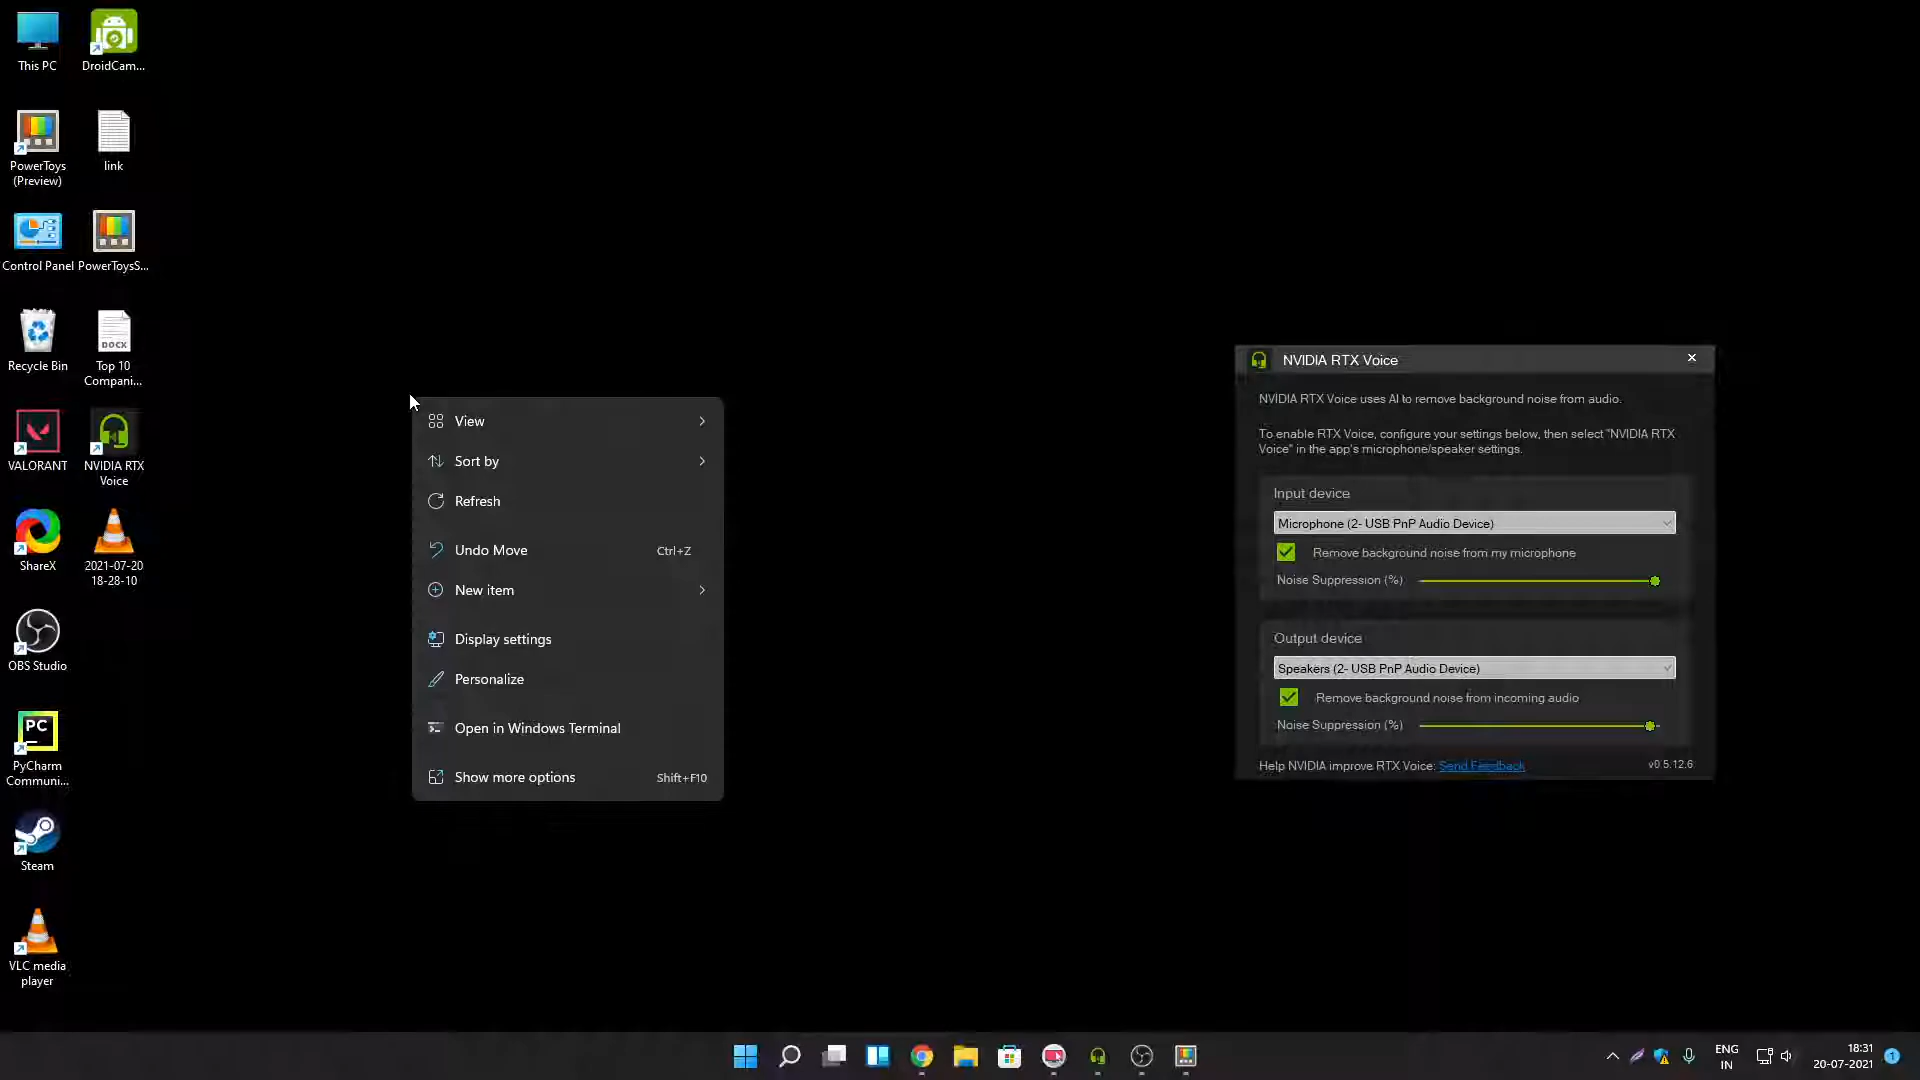 This PC
DroidCam...
PowerToys
(Preview)
link
Control Panel
PowerToysS...
Recycle Bin
Top 10
Compani...
DOCX
VALORANT
NVIDIA RTX
Voice
ShareX
2021-07-20
18-28-10
OBS Studio
PC
PyCharm
Communi...
Steam
VLC media
player
View
Sort by
Refresh
Undo Move Ctrl+Z
New item
Display settings
Personalize
Open in Windows Terminal
Show more options Shift+F10
NVIDIA RTX Voice
NVIDIA RTX Voice uses AI to remove background noise from audio.
To enable RTX Voice, configure your settings below, then select "NVIDIA RTX
Voice" in the app's microphone/speaker settings.
Input device
Microphone (2- USB PnP Audio Device)
Remove background noise from my microphone
Noise Suppression (%)
Output device
Speakers (2- USB PnP Audio Device)
Remove background noise from incoming audio
Noise Suppression (%)
Help NVIDIA improve RTX Voice: Send Feedback v0.5.12.6
ENG
IN
18:31
20-07-2021
1